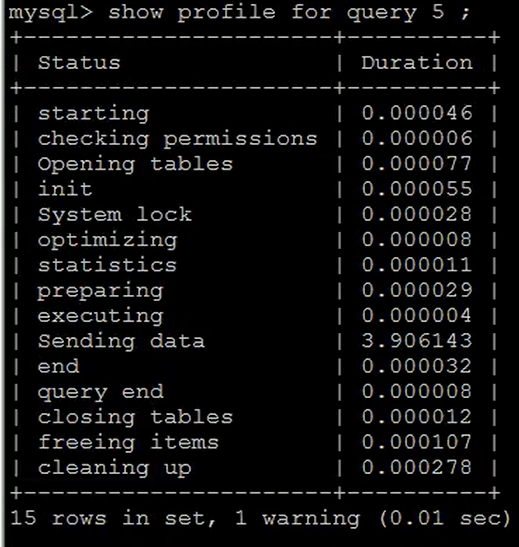 mysql> show profile for query 5 ;
+----------------------+----------+
| Status               | Duration |
+----------------------+----------+
| starting             | 0.000046 |
| checking permissions | 0.000006 |
| Opening tables       | 0.000077 |
| init                 | 0.000055 |
| System lock          | 0.000028 |
| optimizing           | 0.000008 |
| statistics           | 0.000011 |
| preparing            | 0.000029 |
| executing            | 0.000004 |
| Sending data         | 3.906143 |
| end                  | 0.000032 |
| query end            | 0.000008 |
| closing tables       | 0.000012 |
| freeing items        | 0.000107 |
| cleaning up          | 0.000278 |
+----------------------+----------+
15 rows in set, 1 warning (0.01 sec)